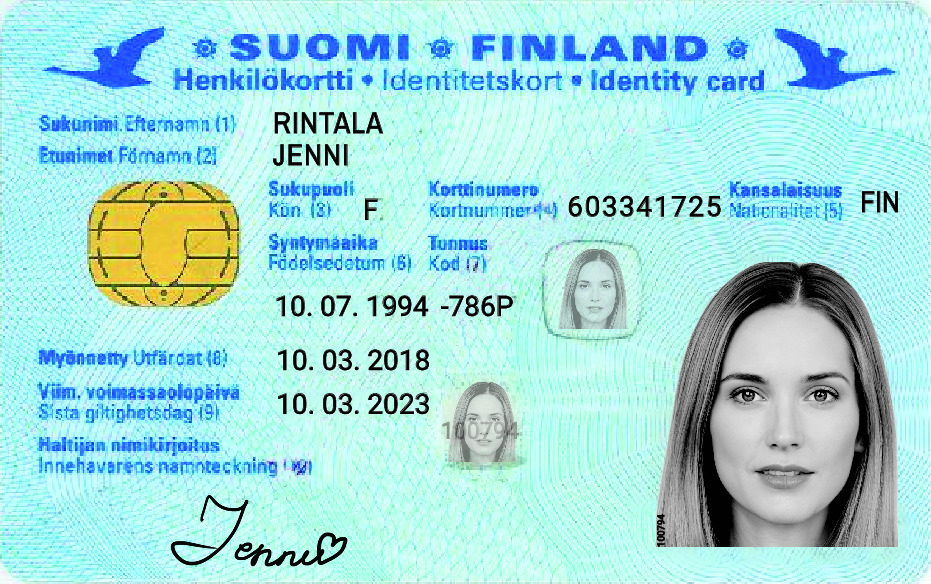 SUOMI FINLAND
Henkilökortti • Identitetskort • Identity card
Sukunimi Efternamn (1) RINTALA
Etunimet Förnamn (2) JENNI
Sukupuoli
Kön (3) F
Korttinumero
Kortnummer (4) 603341725
Kansalaisuus
Nationalitet (5) FIN
Syntymäaika
Födelsedetum (6)
Tunnus
Kod (7)
10. 07. 1994 -786P
Myönnetty Utfärdat (8) 10. 03. 2018
Viim. voimassaolopäivä
Sista giltighetsdag (9) 10. 03. 2023
100794
Haltijan nimikirjoitus
Innehavarens namnteckning
Jenni
100794